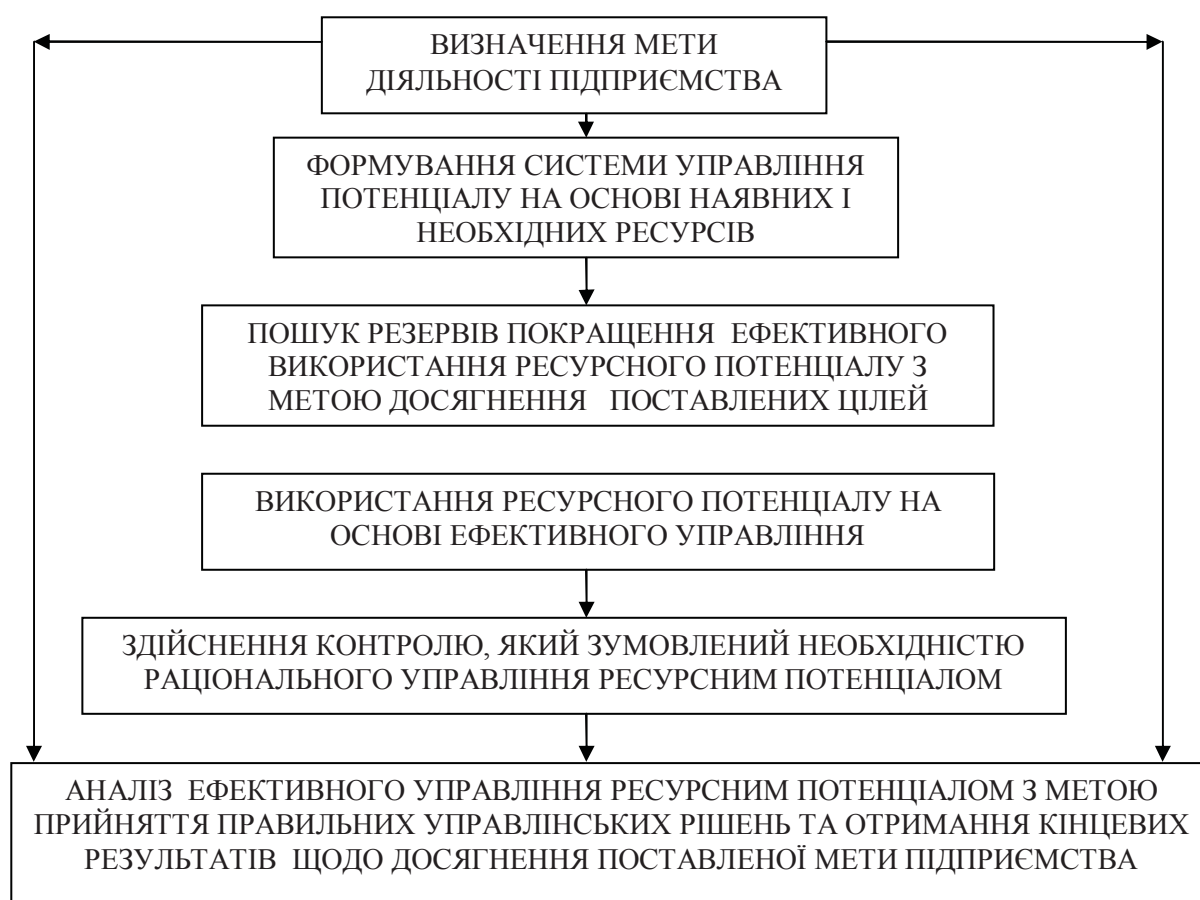 ВИЗНАЧЕННЯ МЕТИ
ДІЯЛЬНОСТІ ПІДПРИЄМСТВА
ФОРМУВАННЯ СИСТЕМИ УПРАВЛІННЯ
ПОТЕНЦІАЛУ НА ОСНОВІ НАЯВНИХ І
НЕОБХІДНИХ РЕСУРСІВ
ПОШУК РЕЗЕРВІВ ПОКРАЩЕННЯ ЕФЕКТИВНОГО
ВИКОРИСТАННЯ РЕСУРСНОГО ПОТЕНЦІАЛУ З
МЕТОЮ ДОСЯГНЕННЯ ПОСТАВЛЕНИХ ЦІЛЕЙ
ВИКОРИСТАННЯ РЕСУРСНОГО ПОТЕНЦІАЛУ НА
ОСНОВІ ЕФЕКТИВНОГО УПРАВЛІННЯ
ЗДІЙСНЕННЯ КОНТРОЛЮ, ЯКИЙ ЗУМОВЛЕНИЙ НЕОБХІДНІСТЮ
РАЦІОНАЛЬНОГО УПРАВЛІННЯ РЕСУРСНИМ ПОТЕНЦІАЛОМ
АНАЛІЗ ЕФЕКТИВНОГО УПРАВЛІННЯ РЕСУРСНИМ ПОТЕНЦІАЛОМ З МЕТОЮ
ПРИЙНЯТТЯ ПРАВИЛЬНИХ УПРАВЛІНСЬКИХ РІШЕНЬ ТА ОТРИМАННЯ КІНЦЕВИХ
РЕЗУЛЬТАТІВ ЩОДО ДОСЯГНЕННЯ ПОСТАВЛЕНОЇ МЕТИ ПІДПРИЄМСТВА